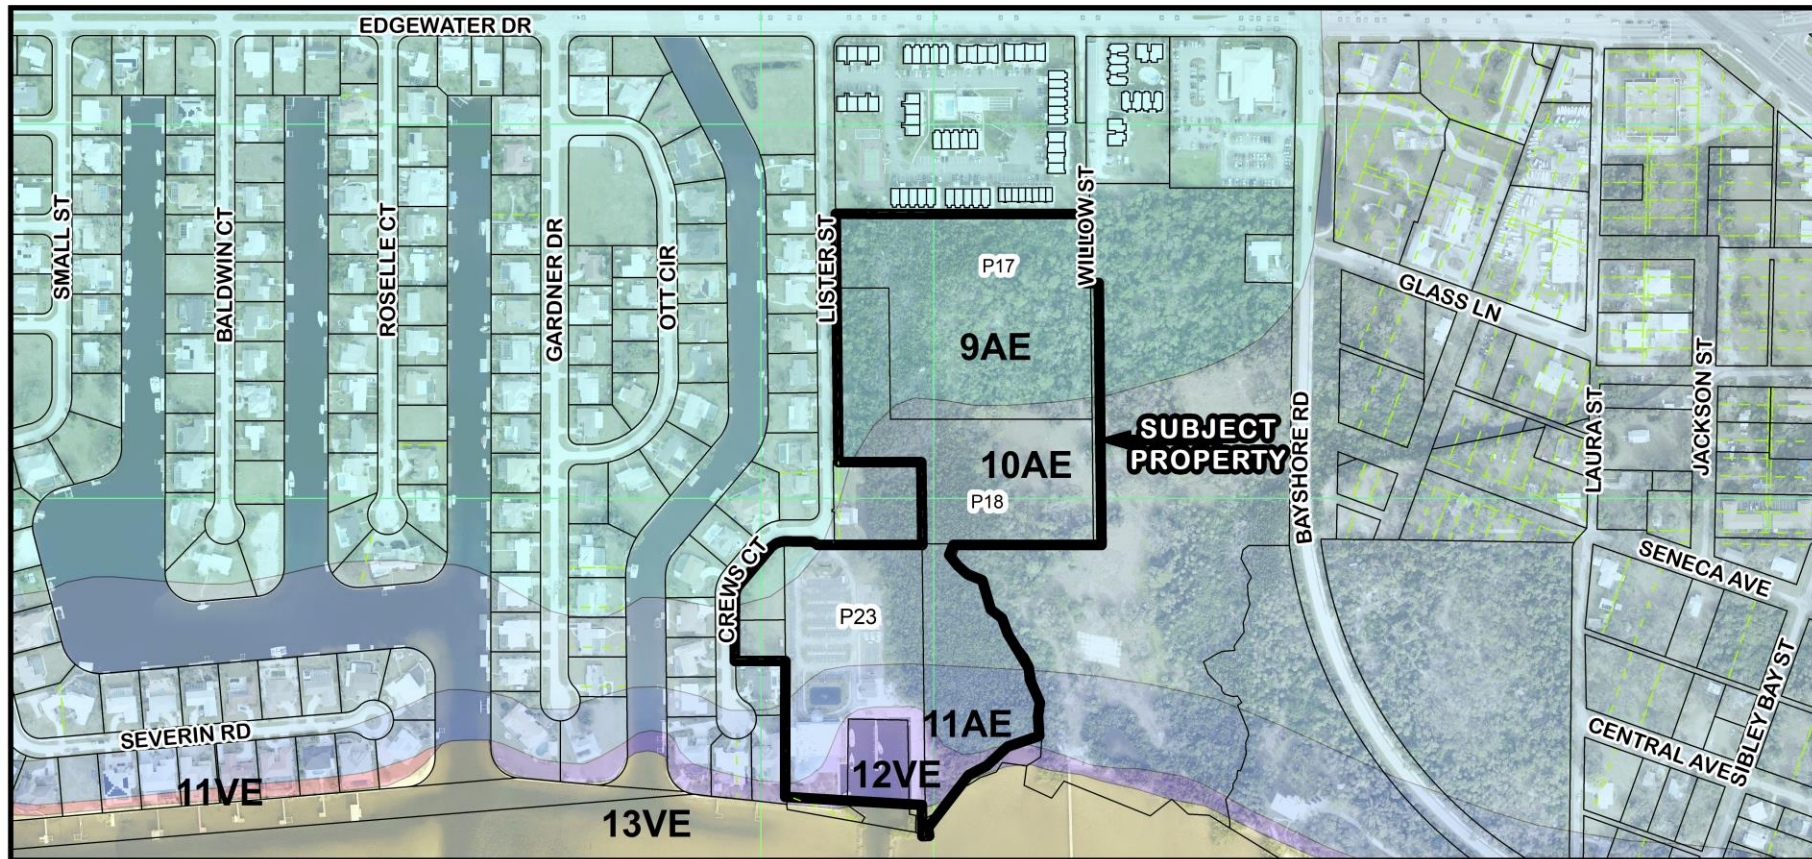 EDGEWATER DR
SMALL ST
BALDWIN CT
ROSELLE CT
GARDNER DR
OTT CIR
LISTER ST
WILLOW ST
P17
9AE
GLASS LN
SUBJECT
PROPERTY
10AE
P18
BAYSHORE RD
LAURA ST
JACKSON ST
CREWS CT
P23
SENECA AVE
SEVERIN RD
11AE
12VE
11VE
13VE
CENTRAL AVE
SIBLEY BAY ST